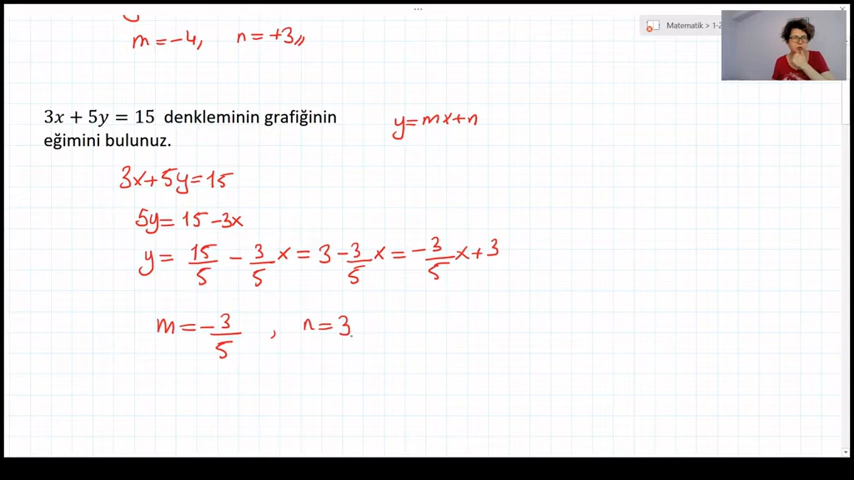 Matematik > 1-2
m = -4, n = +3,,
3x + 5y = 15 denkleminin grafiğinin
eğimini bulunuz.
y = mx + n
3x + 5y = 15
5y = 15 - 3x
y = 15/5 - 3/5 x = 3 - 3/5 x = -3/5 x + 3
m = -3/5 , n = 3